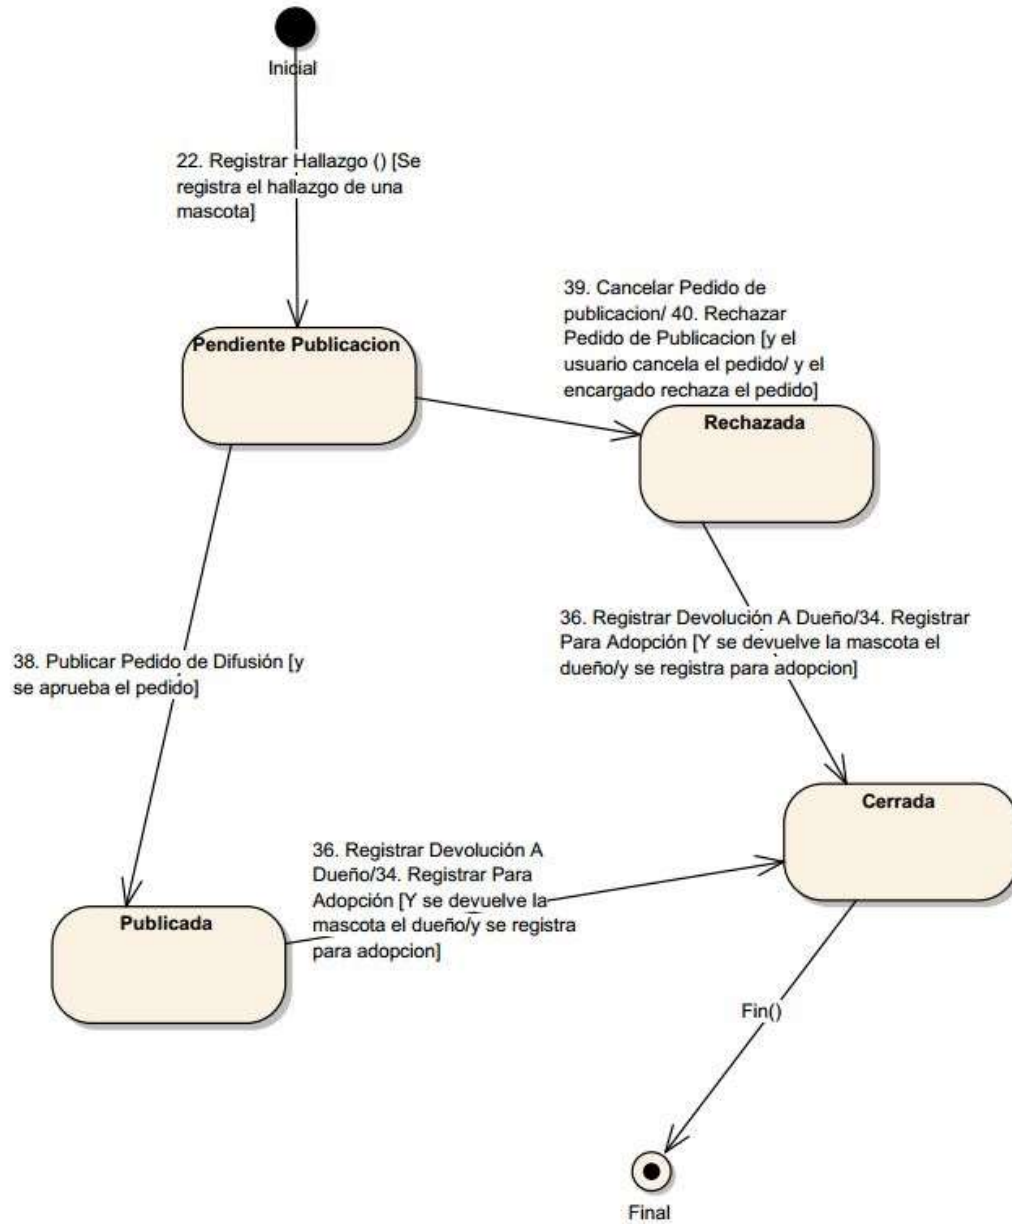 Inicial
22. Registrar Hallazgo () [Se
registra el hallazgo de una
mascota]
39. Cancelar Pedido de
publicacion/ 40. Rechazar
Pedido de Publicacion [y el
usuario cancela el pedido/ y el
encargado rechaza el pedido]
Pendiente Publicacion
Rechazada
36. Registrar Devolución A Dueño/34. Registrar
Para Adopción [Y se devuelve la mascota el
dueño/y se registra para adopcion]
38. Publicar Pedido de Difusión [y
se aprueba el pedido]
Cerrada
36. Registrar Devolución A
Dueño/34. Registrar Para
Adopción [Y se devuelve la
mascota el dueño/y se registra
para adopcion]
Publicada
Fin()
Final